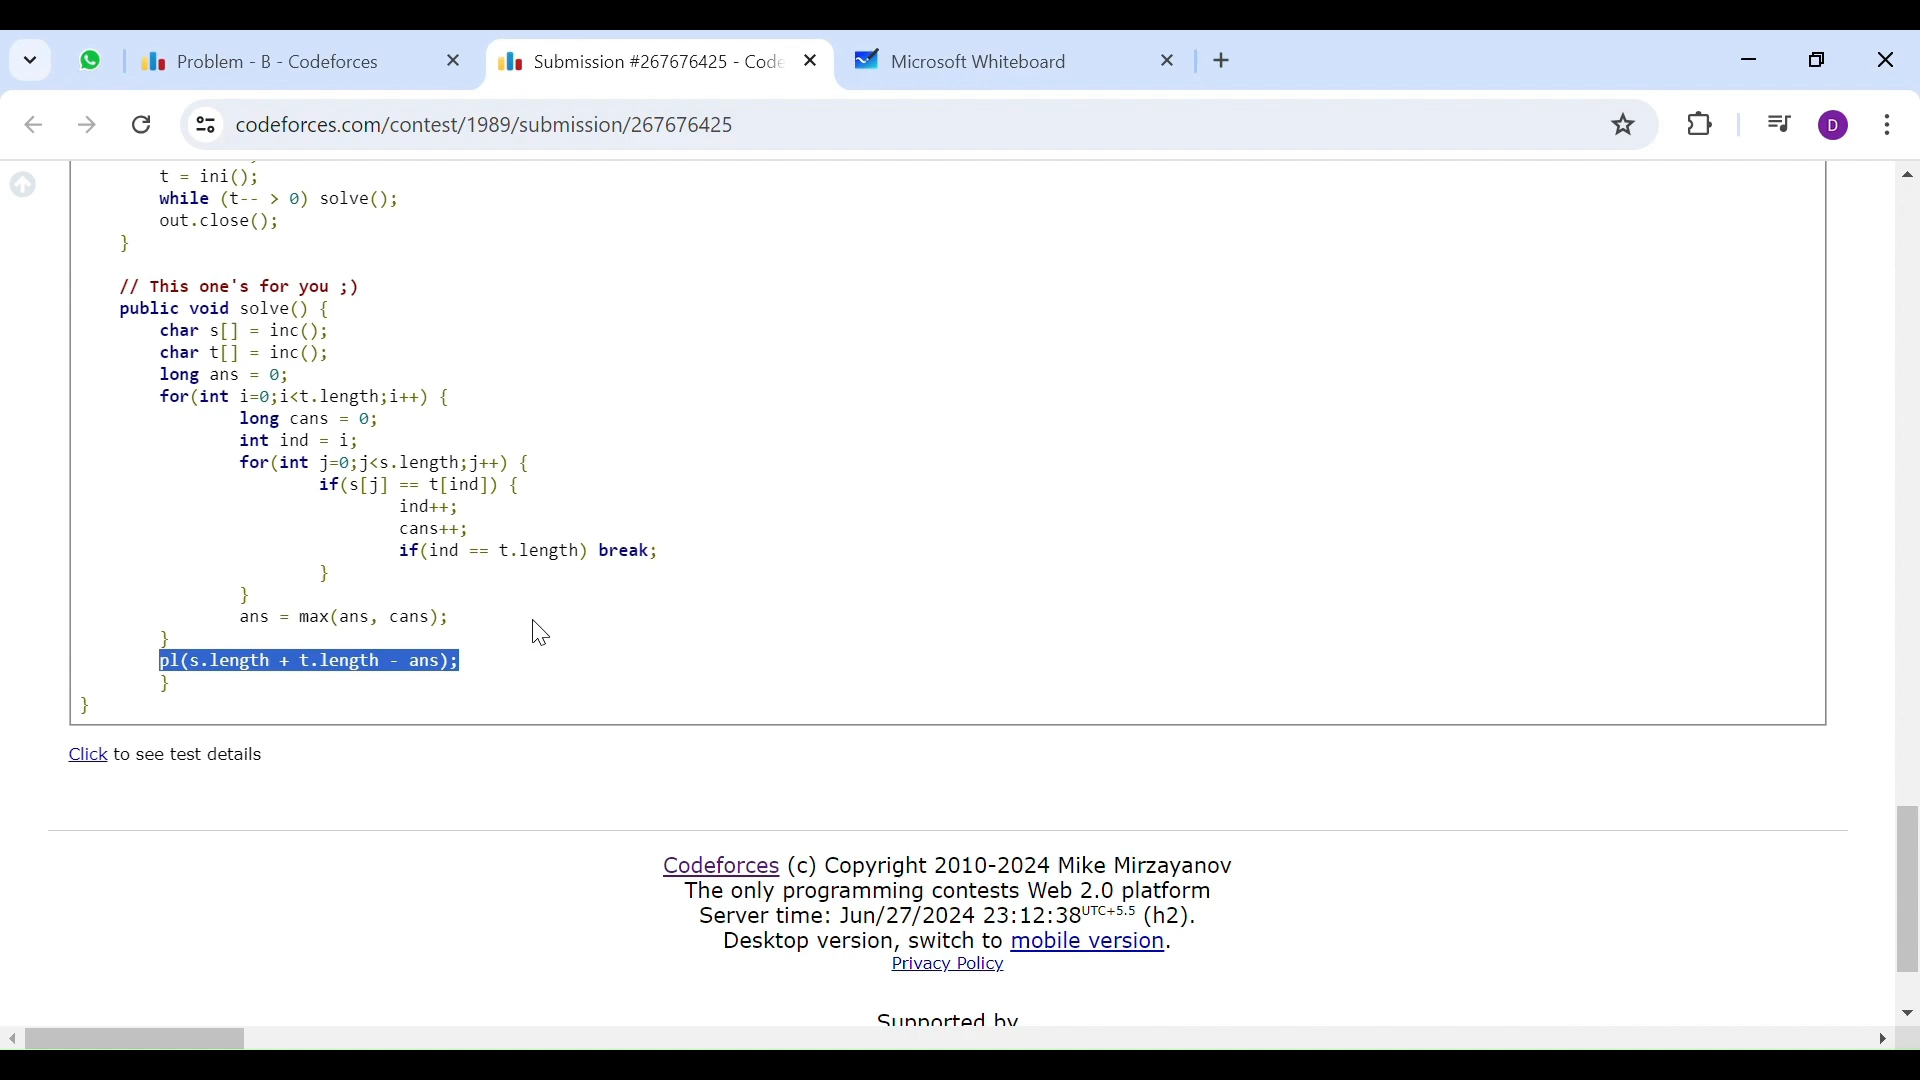 Problem - B - Codeforces
Submission #267676425 - Code
Microsoft Whiteboard
codeforces.com/contest/1989/submission/267676425
D
t = ini();
while (t-- > 0) solve();
out.close();
}
// This one's for you ;)
public void solve() {
char s[] = inc();
char t[] = inc();
long ans = 0;
for(int i=0;i<t.length;i++) {
long cans = 0;
int ind = i;
for(int j=0;j<s.length;j++) {
if(s[j] == t[ind]) {
ind++;
cans++;
if(ind == t.length) break;
}
}
ans = max(ans, cans);
}
pl(s.length + t.length - ans);
}
}
Click to see test details
Codeforces (c) Copyright 2010-2024 Mike Mirzayanov
The only programming contests Web 2.0 platform
Server time: Jun/27/2024 23:12:38UTC+5.5 (h2).
Desktop version, switch to mobile version.
Privacy Policy
Supported by